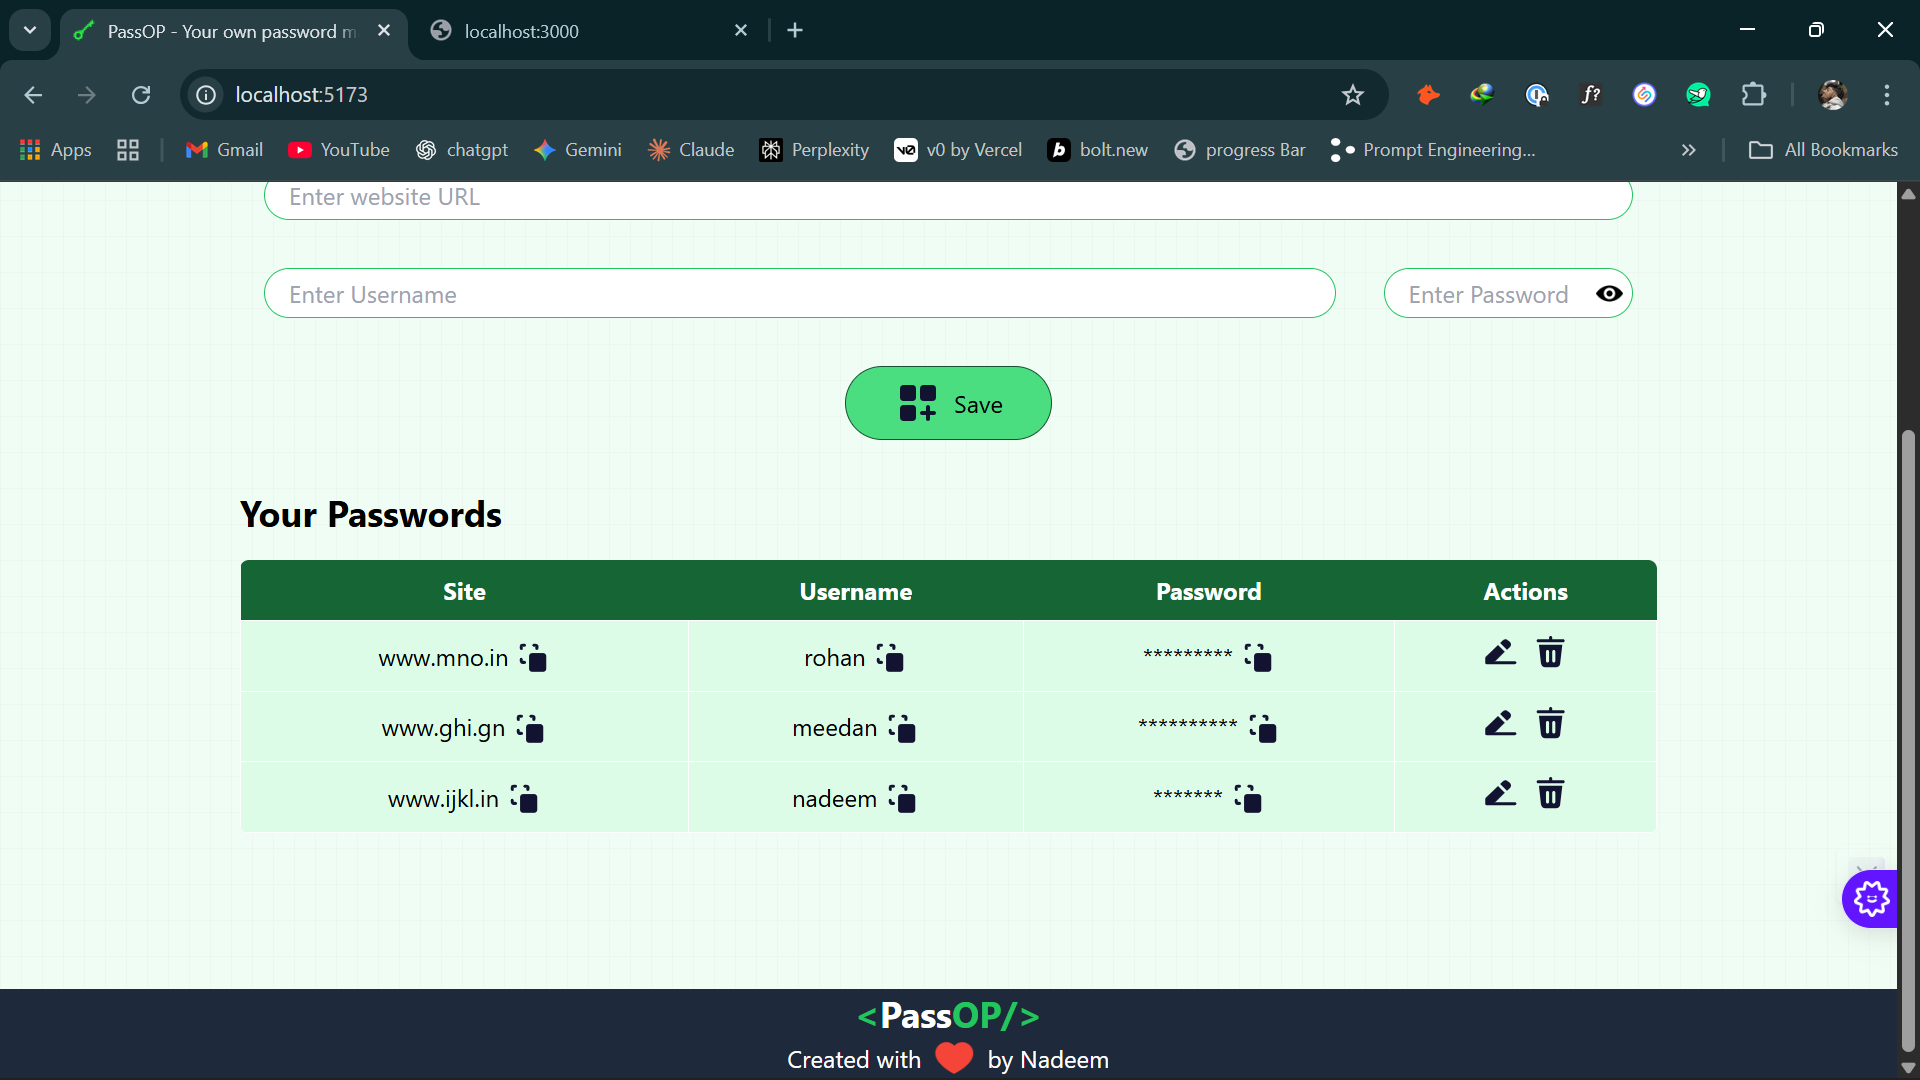 PassOP - Your own password m
localhost:3000
localhost:5173
Apps
Gmail
YouTube
chatgpt
Gemini
Claude
Perplexity
v0 by Vercel
bolt.new
progress Bar
Prompt Engineering...
All Bookmarks
Enter website URL
Enter Username
Enter Password
Save
Your Passwords
Site Username Password Actions
www.mno.in rohan *********
www.ghi.gn meedan **********
www.ijkl.in nadeem *******
<PassOP/>
Created with ❤️ by Nadeem